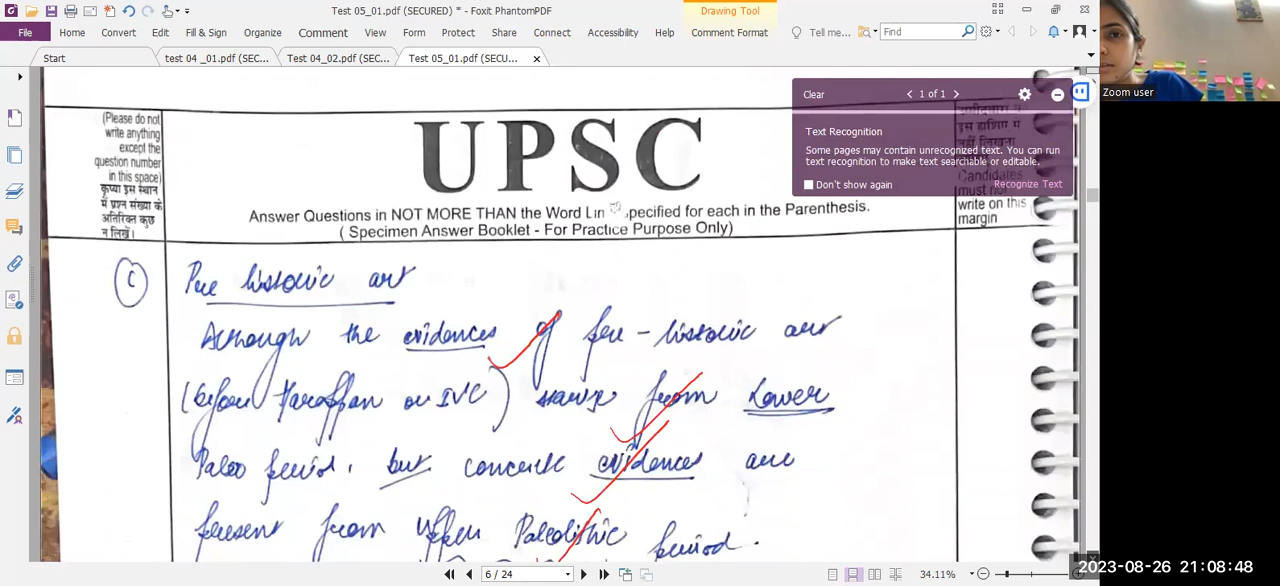 Test 05_01.pdf (SECURED) * - Foxit PhantomPDF
Drawing Tool
File Home Convert Edit Fill & Sign Organize Comment View Form Protect Share Connect Accessibility Help Comment Format Tell me... Find
Start test 04 _01.pdf (SEC... Test 04_02.pdf (SECU... Test 05_01.pdf (SECU...
Clear 1 of 1
Text Recognition
Some pages may contain unrecognized text. You can run
text recognition to make text searchable or editable.
Don't show again Recognize Text
Zoom user
(Please do not
write anything
except the
question number
in this space)
कृप्या इस स्थान
में प्रश्न संख्या के
अतिरिक्त कुछ
न लिखें।
UPSC
Answer Questions in NOT MORE THAN the Word Lim specified for each in the Parenthesis.
( Specimen Answer Booklet - For Practice Purpose Only)
इस हाशिए में
नहीं लिखना
Candidates
must not
write on this
margin
C
Pre historic art
Although the evidences of pre-historic art
(before Harappan or IVC) starts from Lower
Paleo period, but concrete evidences are
present from upper Paleolithic period.
6 / 24
34.11%
2023-08-26 21:08:48